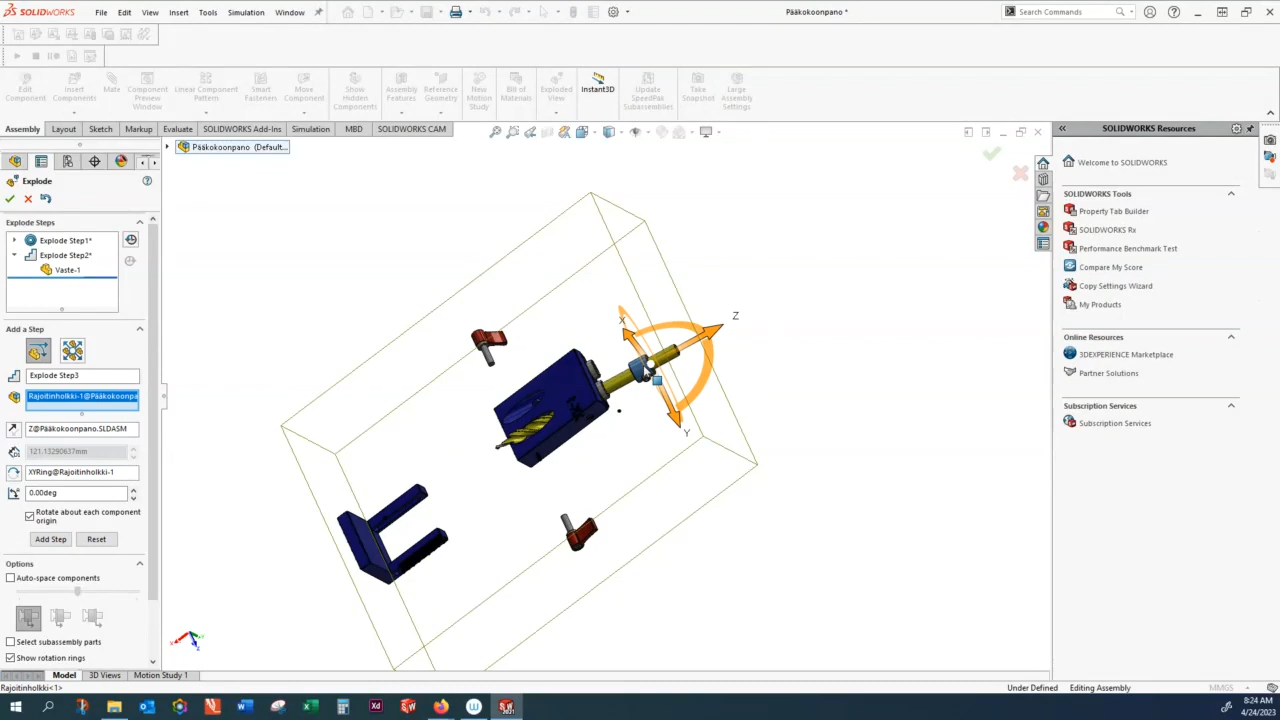 SOLIDWORKS File Edit View Insert Tools Simulation Window Pääkokoonpano * Search Commands
Edit Component
Insert Components
Mate
Component Preview Window
Linear Component Pattern
Smart Fasteners
Move Component
Show Hidden Components
Assembly Features
Reference Geometry
New Motion Study
Bill of Materials
Exploded View
Instant3D
Update SpeedPak Subassemblies
Take Snapshot
Large Assembly Settings
Assembly Layout Sketch Markup Evaluate SOLIDWORKS Add-Ins Simulation MBD SOLIDWORKS CAM
Pääkokoonpano (Default...
Explode
Explode Steps
Explode Step1*
Explode Step2*
Vaste-1
Add a Step
Explode Step3
Rajoitinholkki-1@Pääkokoonpa
Z@Pääkokoonpano.SLDASM
121.13290637mm
XYRing@Rajoitinholkki-1
0.00deg
Rotate about each component
origin
Add Step Reset
Options
Auto-space components
Select subassembly parts
Show rotation rings
X
Z
Y
SOLIDWORKS Resources
Welcome to SOLIDWORKS
SOLIDWORKS Tools
Property Tab Builder
SOLIDWORKS Rx
Performance Benchmark Test
Compare My Score
Copy Settings Wizard
My Products
Online Resources
3DEXPERIENCE Marketplace
Partner Solutions
Subscription Services
Subscription Services
Model 3D Views Motion Study 1
Rajoitinholkki<1> Under Defined Editing Assembly MMGS
8:24 AM
4/24/2023